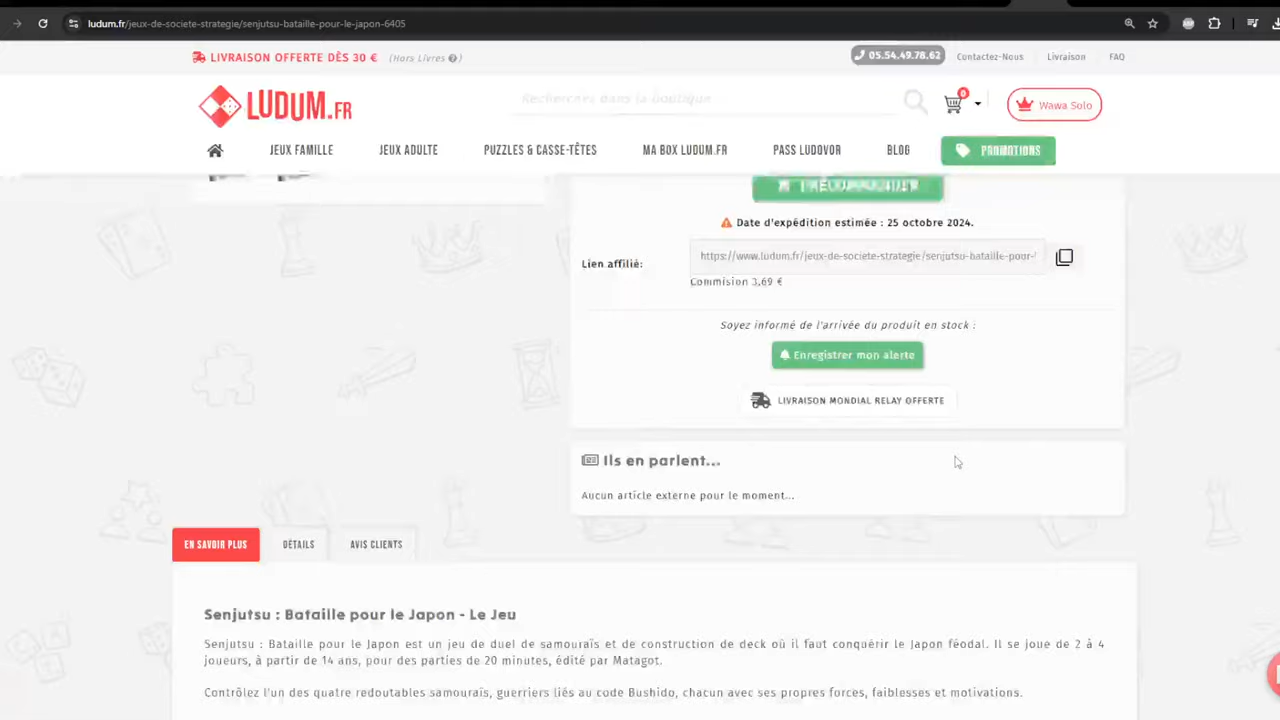 ludum.fr/jeux-de-societe-strategie/senjutsu-bataille-pour-le-japon-6405
LIVRAISON OFFERTE DÈS 30 € (Hors Livres ?)
05.54.49.78.62
Contactez-Nous
Livraison
FAQ
LUDUM.FR
Recherchez dans la boutique
0
Wawa Solo
JEUX FAMILLE
JEUX ADULTE
PUZZLES & CASSE-TÊTES
MA BOX LUDUM.FR
PASS LUDOVOR
BLOG
PROMOTIONS
PRÉCOMMANDER
Date d'expédition estimée : 25 octobre 2024.
Lien affilié:
https://www.ludum.fr/jeux-de-societe-strategie/senjutsu-bataille-pour-
Commision 3,69 €
Soyez informé de l'arrivée du produit en stock :
Enregistrer mon alerte
LIVRAISON MONDIAL RELAY OFFERTE
Ils en parlent...
Aucun article externe pour le moment...
EN SAVOIR PLUS
DÉTAILS
AVIS CLIENTS
Senjutsu : Bataille pour le Japon - Le Jeu
Senjutsu : Bataille pour le Japon est un jeu de duel de samouraïs et de construction de deck où il faut conquérir le Japon féodal. Il se joue de 2 à 4
joueurs, à partir de 14 ans, pour des parties de 20 minutes, édité par Matagot.
Contrôlez l'un des quatre redoutables samouraïs, guerriers liés au code Bushido, chacun avec ses propres forces, faiblesses et motivations.